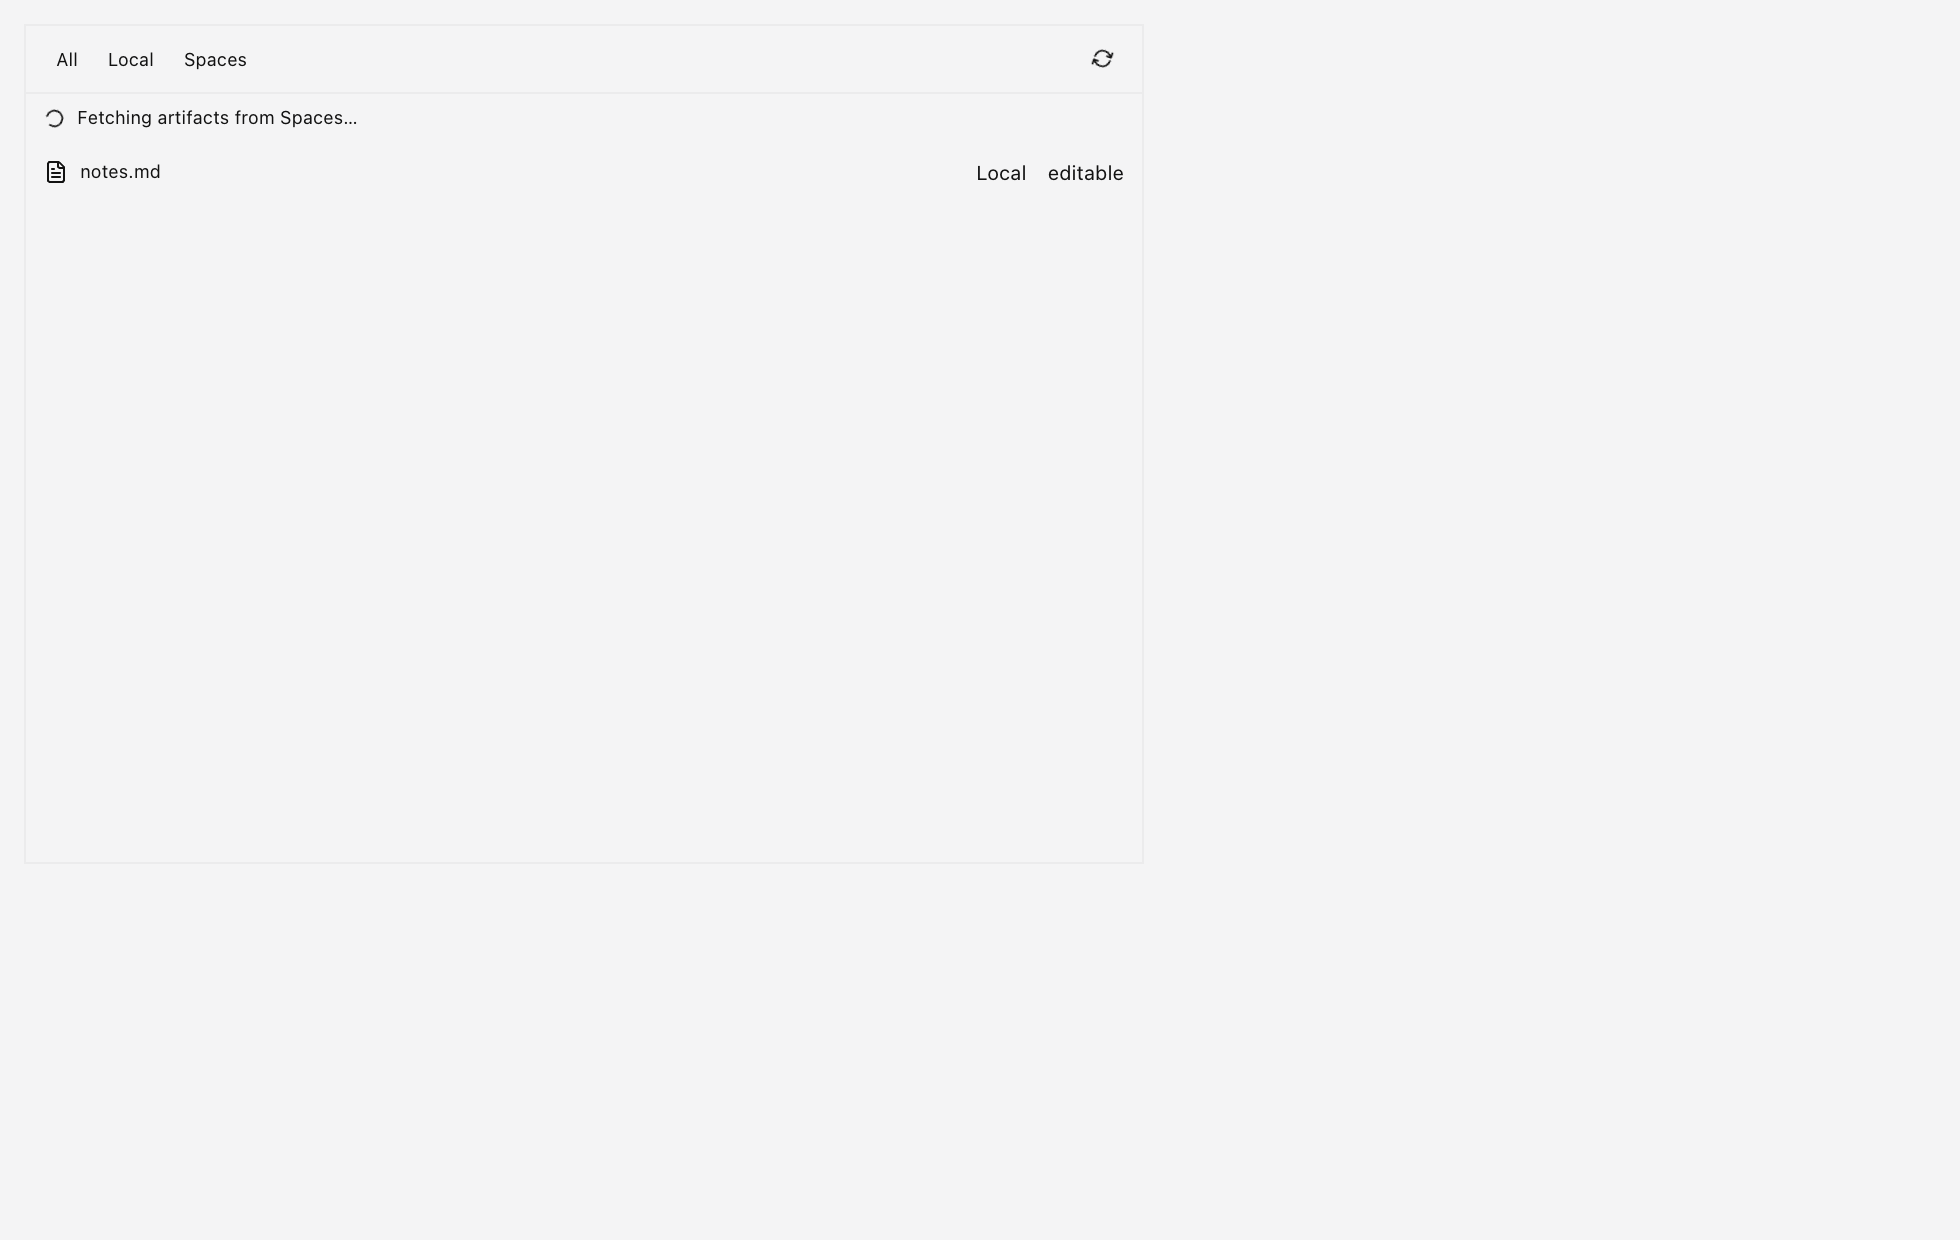 All Local Spaces
Fetching artifacts from Spaces...
notes.md Local editable